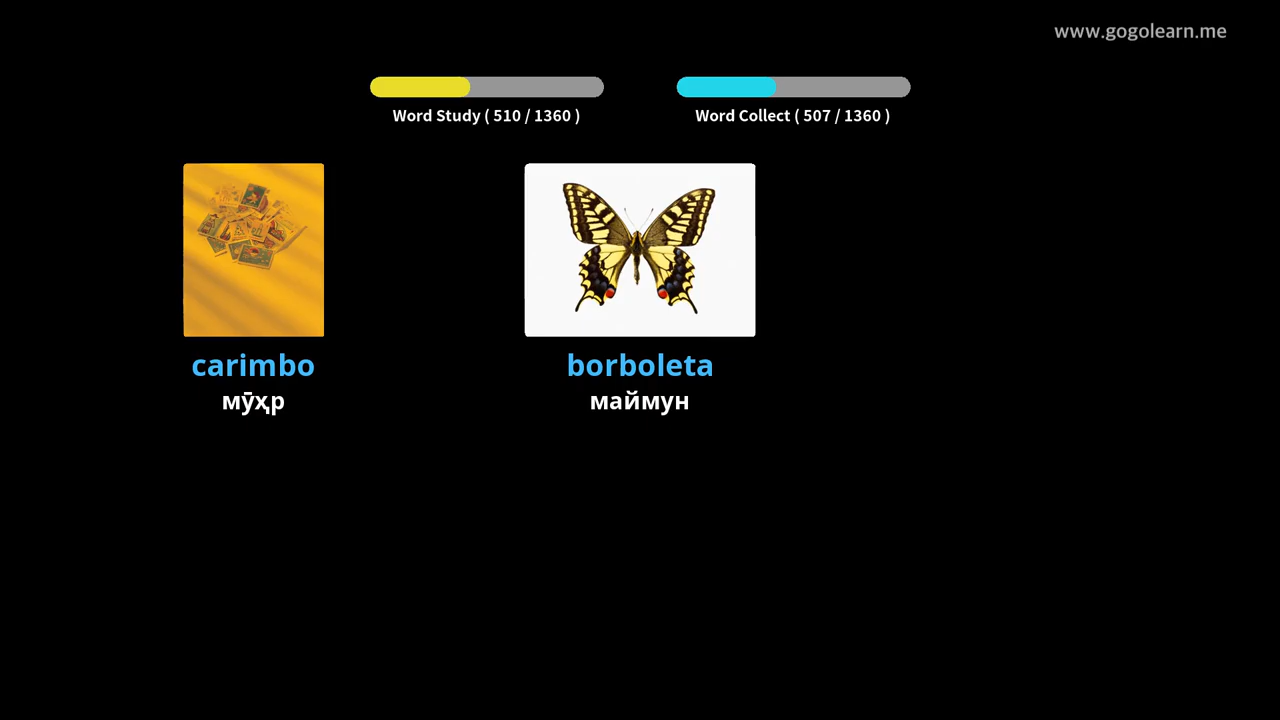 www.gogolearn.me
Word Study ( 510 / 1360 )
Word Collect ( 507 / 1360 )
carimbo
мӯҳр
borboleta
маймун